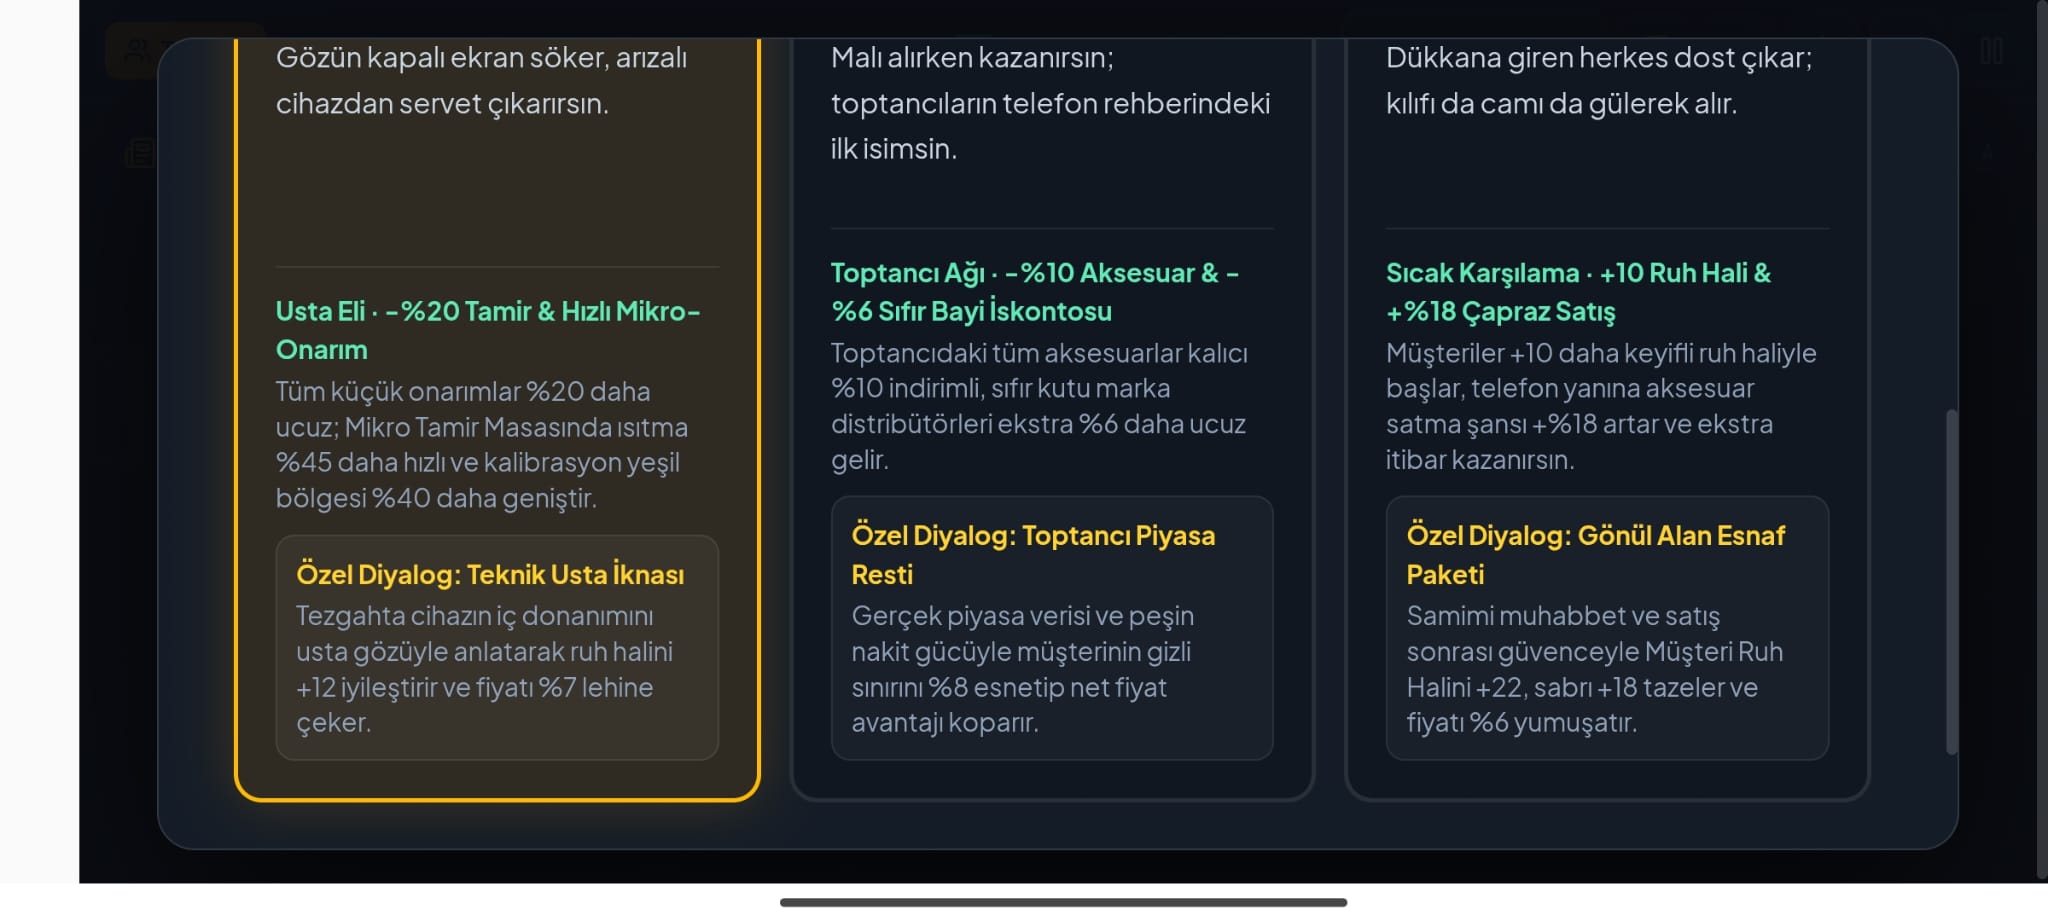 Gözün kapalı ekran söker, arızalı
cihazdan servet çıkarırsın.
Usta Eli · -%20 Tamir & Hızlı Mikro-
Onarım
Tüm küçük onarımlar %20 daha
ucuz; Mikro Tamir Masasında ısıtma
%45 daha hızlı ve kalibrasyon yeşil
bölgesi %40 daha geniştir.
Özel Diyalog: Teknik Usta İknası
Tezgahta cihazın iç donanımını
usta gözüyle anlatarak ruh halini
+12 iyileştirir ve fiyatı %7 lehine
çeker.
Malı alırken kazanırsın;
toptancıların telefon rehberindeki
ilk isimsin.
Toptancı Ağı · -%10 Aksesuar & -
%6 Sıfır Bayi İskontosu
Toptancıdaki tüm aksesuarlar kalıcı
%10 indirimli, sıfır kutu marka
distribütörleri ekstra %6 daha ucuz
gelir.
Özel Diyalog: Toptancı Piyasa
Resti
Gerçek piyasa verisi ve peşin
nakit gücüyle müşterinin gizli
sınırını %8 esnetip net fiyat
avantajı koparır.
Dükkana giren herkes dost çıkar;
kılıfı da camı da gülerek alır.
Sıcak Karşılama · +10 Ruh Hali &
+%18 Çapraz Satış
Müşteriler +10 daha keyifli ruh haliyle
başlar, telefon yanına aksesuar
satma şansı +%18 artar ve ekstra
itibar kazanırsın.
Özel Diyalog: Gönül Alan Esnaf
Paketi
Samimi muhabbet ve satış
sonrası güvenceyle Müşteri Ruh
Halini +22, sabrı +18 tazeler ve
fiyatı %6 yumuşatır.